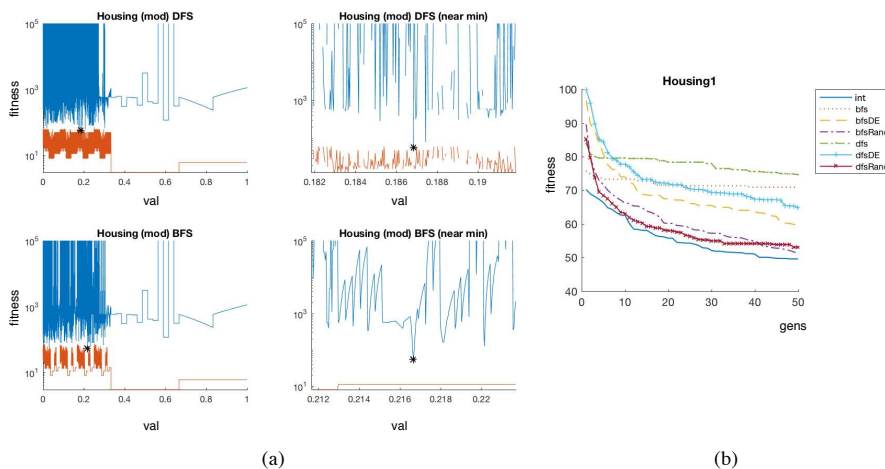 Housing (mod) DFS
10^5
10^3
10^1
fitness
0 0.2 0.4 0.6 0.8 1
val
Housing (mod) DFS (near min)
10^5
10^3
10^1
0.182 0.184 0.186 0.188 0.19
val
Housing (mod) BFS
10^5
10^3
10^1
fitness
0 0.2 0.4 0.6 0.8 1
val
Housing (mod) BFS (near min)
10^5
10^3
10^1
0.212 0.214 0.216 0.218 0.22
val
(a)
Housing1
100
90
80
70
60
50
40
fitness
0 10 20 30 40 50
gens
int
bfs
bfsDE
bfsRand
dfs
dfsDE
dfsRand
(b)